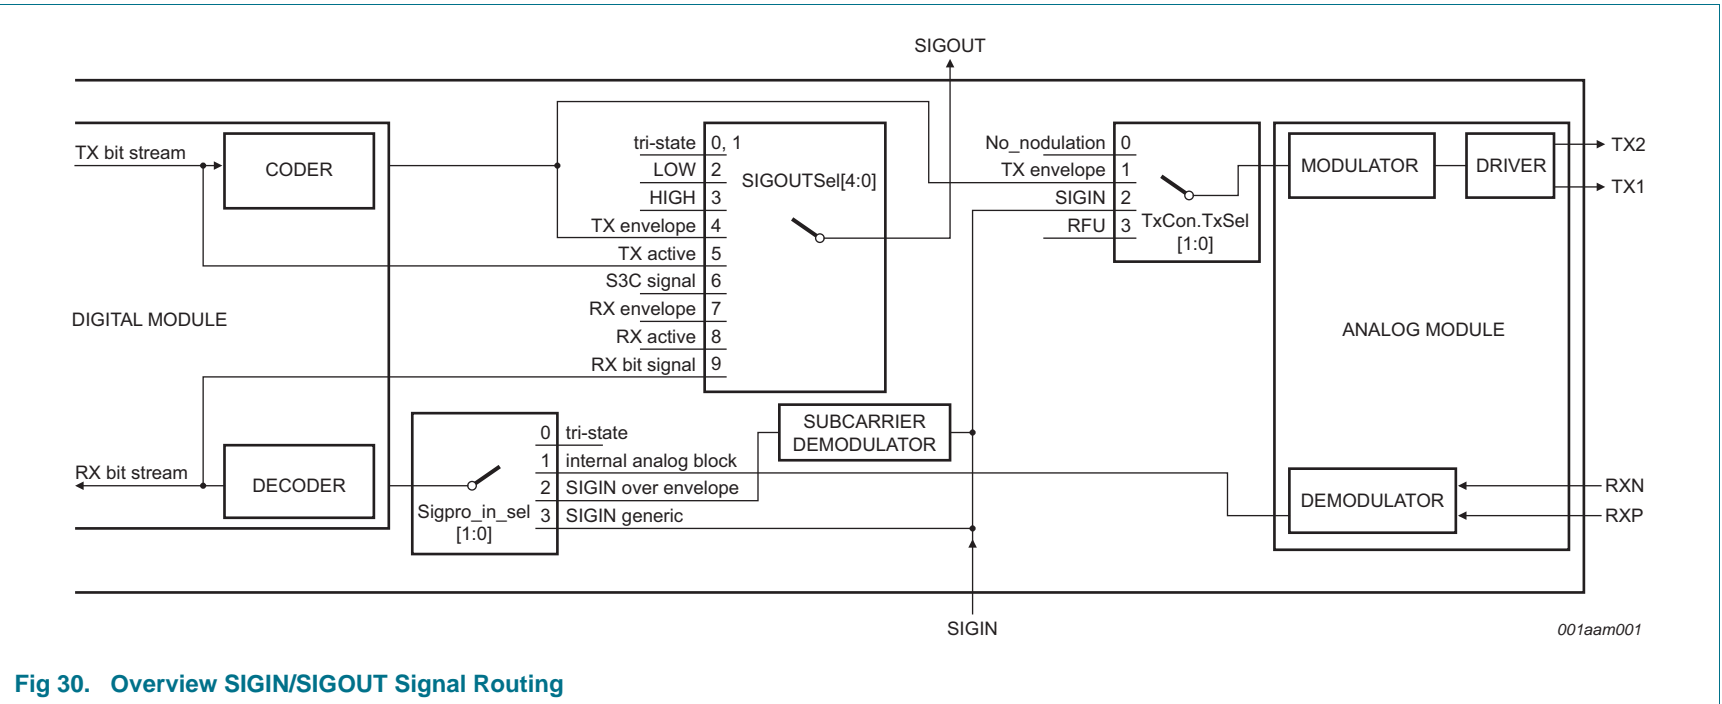 SIGOUT
TX bit stream
CODER
tri-state 0, 1
LOW 2
HIGH 3
TX envelope 4
TX active 5
S3C signal 6
RX envelope 7
RX active 8
RX bit signal 9
SIGOUTSel[4:0]
No_nodulation 0
TX envelope 1
SIGIN 2
RFU 3
TxCon.TxSel
[1:0]
MODULATOR
DRIVER
TX2
TX1
DIGITAL MODULE
ANALOG MODULE
RX bit stream
DECODER
Sigpro_in_sel
[1:0]
0 tri-state
1 internal analog block
2 SIGIN over envelope
3 SIGIN generic
SUBCARRIER
DEMODULATOR
DEMODULATOR
RXN
RXP
SIGIN
001aam001
Fig 30. Overview SIGIN/SIGOUT Signal Routing